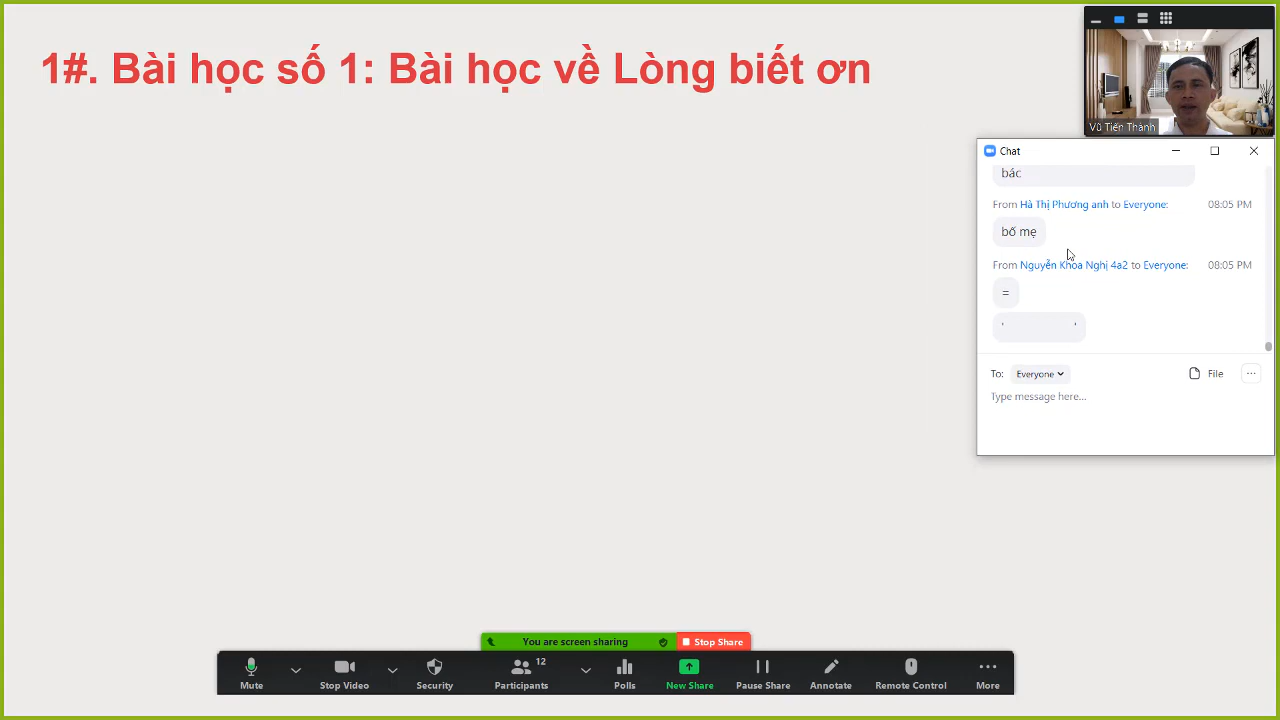 1#. Bài học số 1: Bài học về Lòng biết ơn
Vũ Tiến Thành
Chat
bác
From Hà Thị Phương anh to Everyone: 08:05 PM
bố mẹ
From Nguyễn Khoa Nghị 4a2 to Everyone: 08:05 PM
=
' '
To: Everyone File ...
Type message here...
You are screen sharing Stop Share
12
Mute Stop Video Security Participants Polls New Share Pause Share Annotate Remote Control More